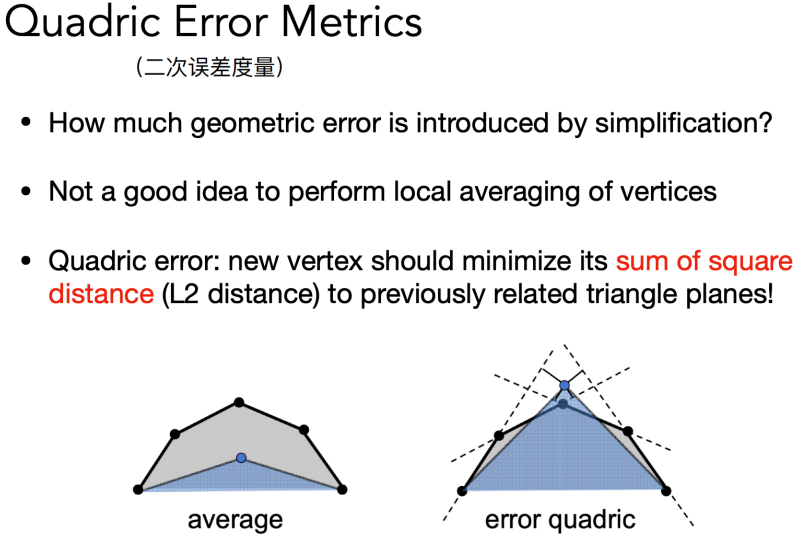 Quadric Error Metrics
（二次误差度量）
• How much geometric error is introduced by simplification?
• Not a good idea to perform local averaging of vertices
• Quadric error: new vertex should minimize its sum of square
distance (L2 distance) to previously related triangle planes!
average
error quadric